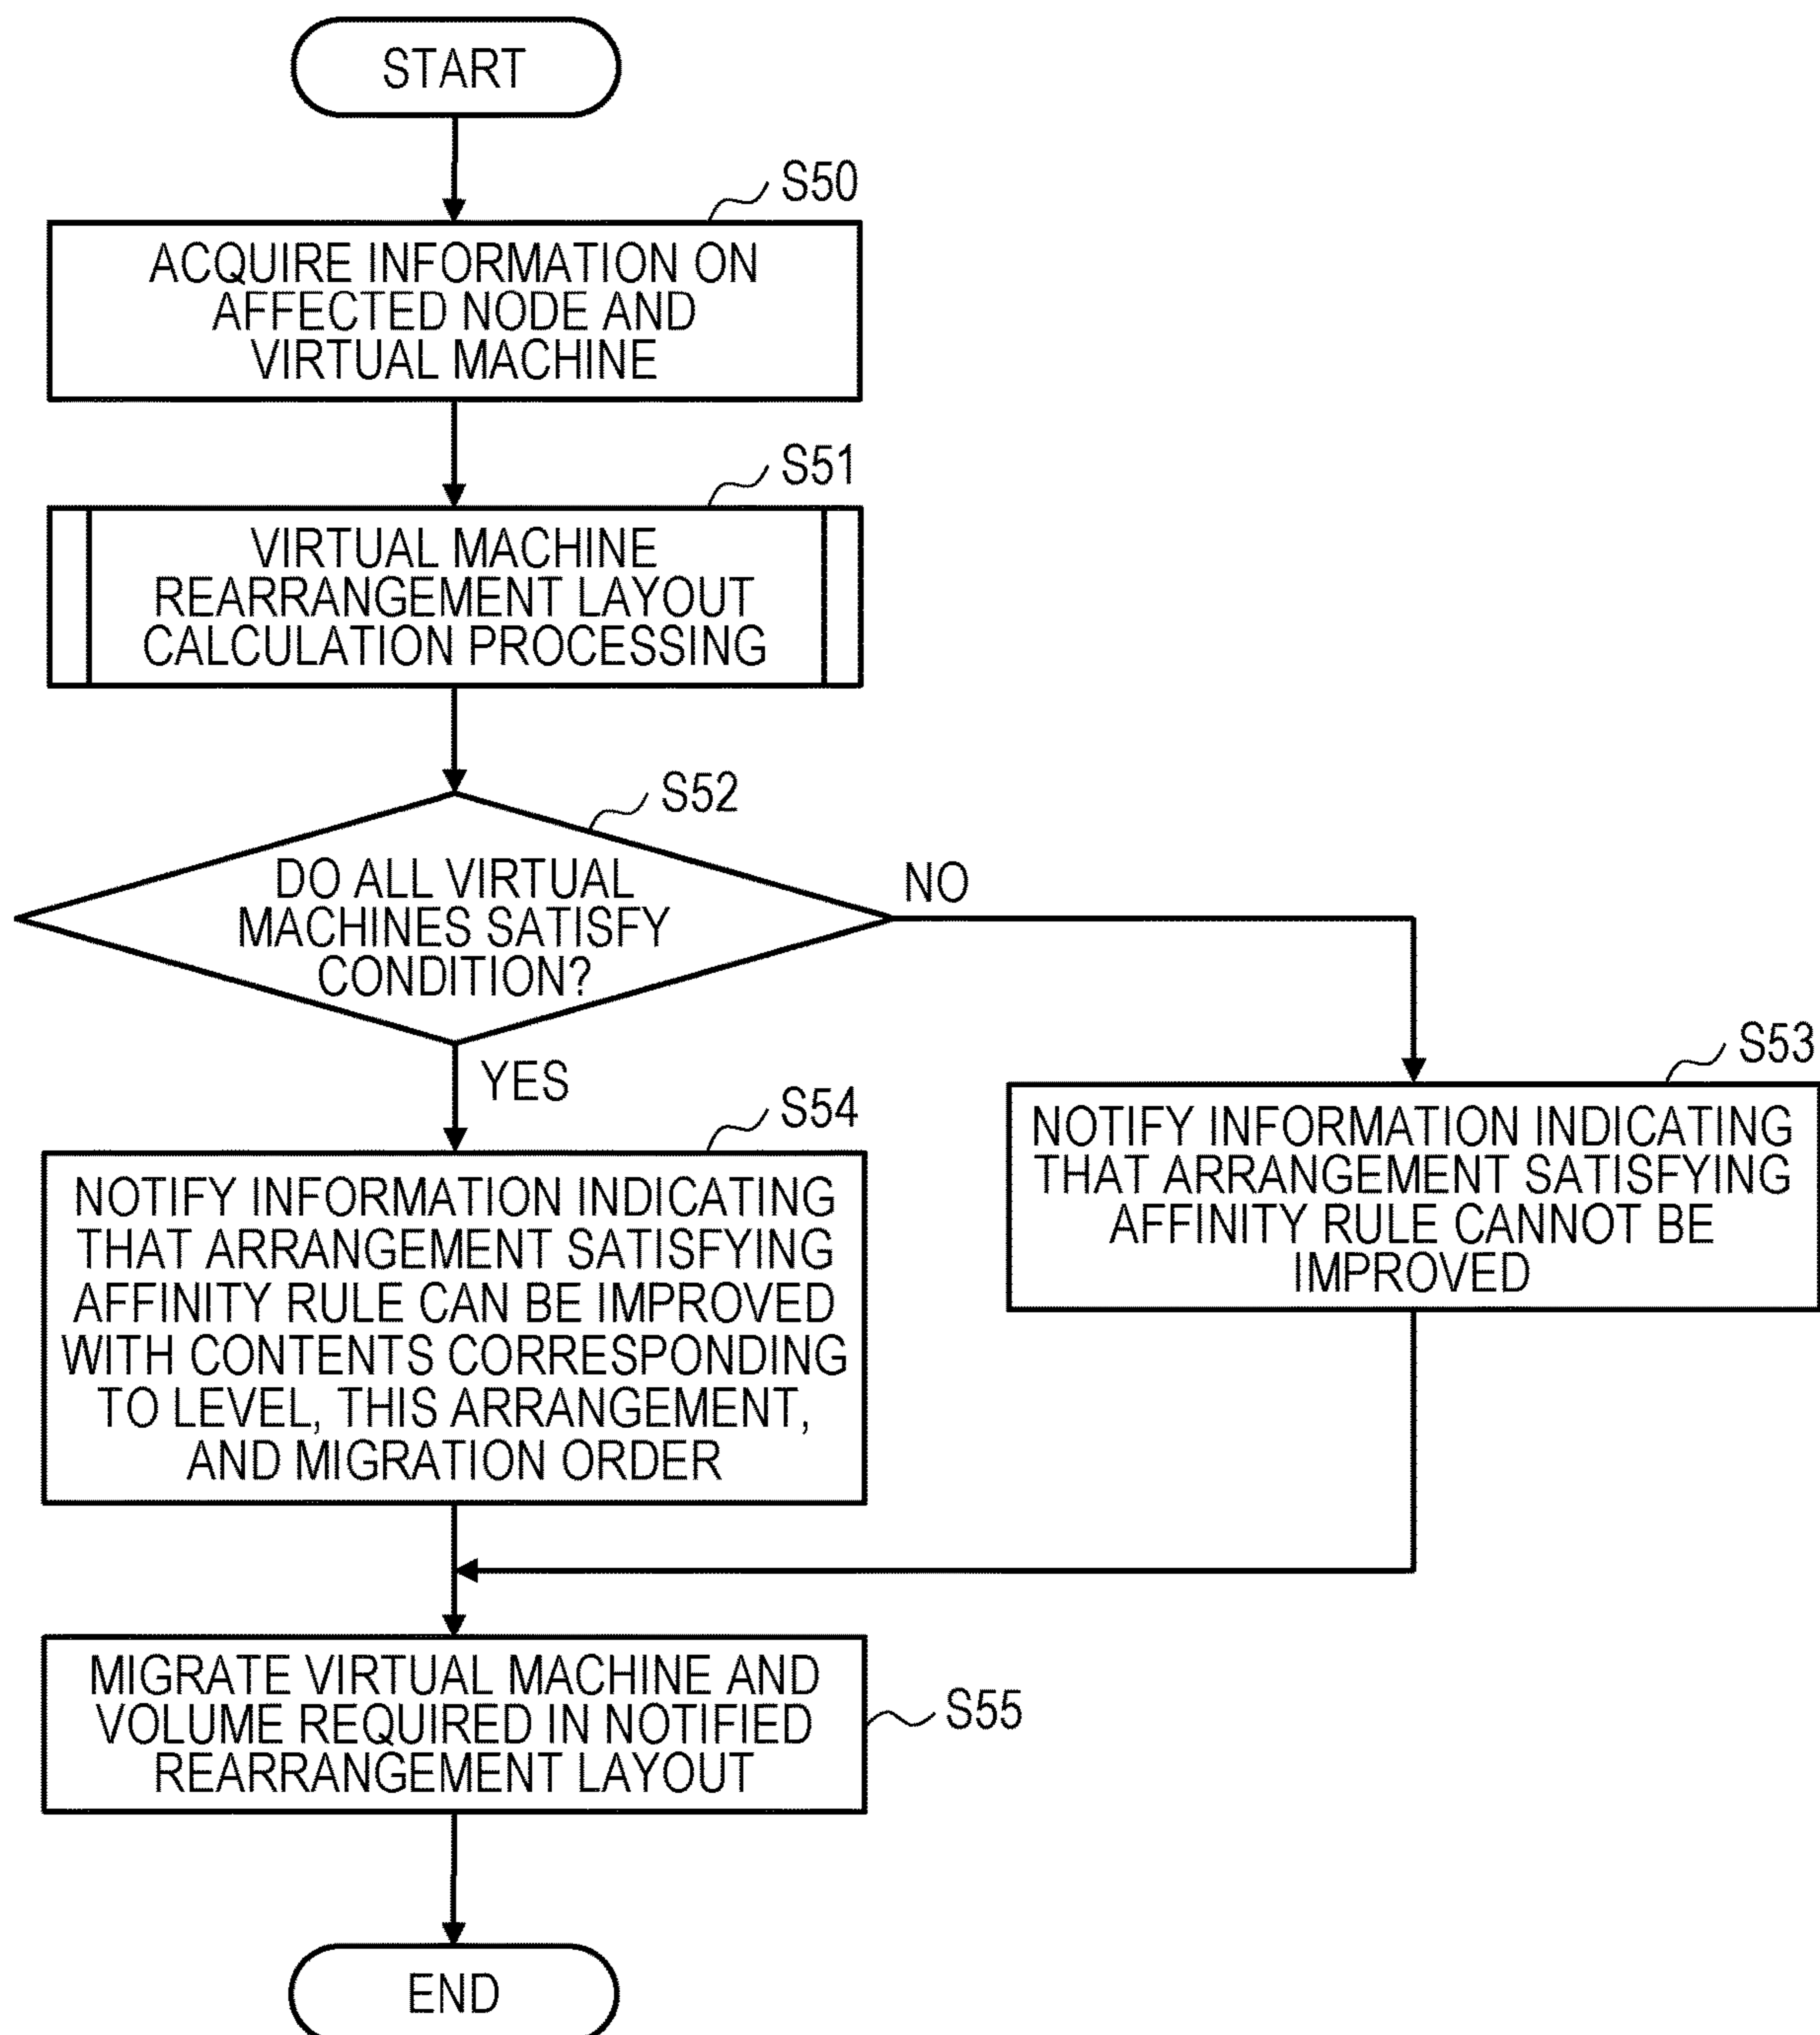 START
S50
ACQUIRE INFORMATION ON
AFFECTED NODE AND
VIRTUAL MACHINE
S51
VIRTUAL MACHINE
REARRANGEMENT LAYOUT
CALCULATION PROCESSING
S52
DO ALL VIRTUAL
MACHINES SATISFY
CONDITION?
NO
YES
S53
NOTIFY INFORMATION INDICATING
THAT ARRANGEMENT SATISFYING
AFFINITY RULE CANNOT BE
IMPROVED
S54
NOTIFY INFORMATION INDICATING
THAT ARRANGEMENT SATISFYING
AFFINITY RULE CAN BE IMPROVED
WITH CONTENTS CORRESPONDING
TO LEVEL, THIS ARRANGEMENT,
AND MIGRATION ORDER
MIGRATE VIRTUAL MACHINE AND
VOLUME REQUIRED IN NOTIFIED
REARRANGEMENT LAYOUT
S55
END